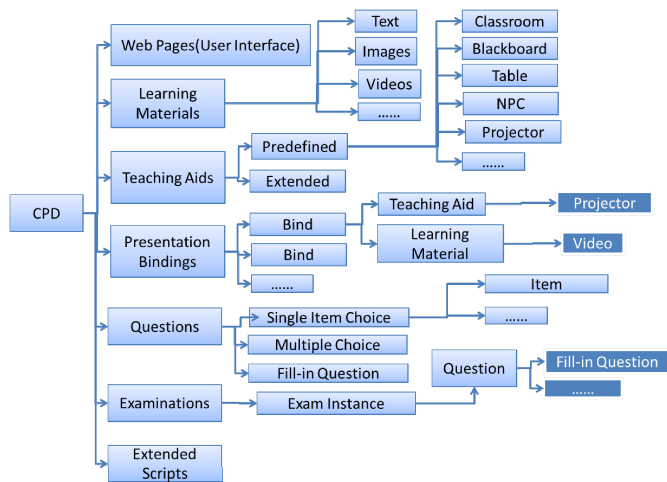 CPD
Web Pages(User Interface)
Learning
Materials
Text
Images
Videos
......
Teaching Aids
Predefined
Extended
Classroom
Blackboard
Table
NPC
Projector
......
Presentation
Bindings
Bind
Bind
......
Teaching Aid
Projector
Learning
Material
Video
Questions
Single Item Choice
Multiple Choice
Fill-in Question
Item
......
Examinations
Exam Instance
Question
Fill-in Question
......
Extended
Scripts